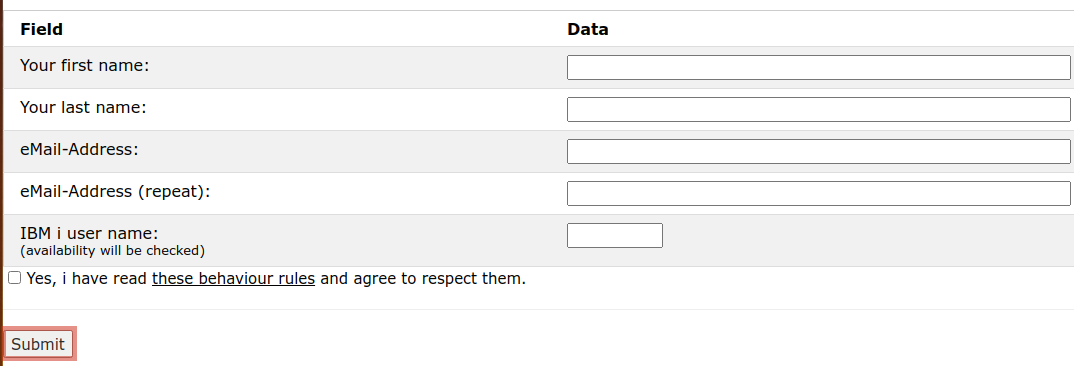 Field Data
Your first name:
Your last name:
eMail-Address:
eMail-Address (repeat):
IBM i user name:
(availability will be checked)
Yes, i have read these behaviour rules and agree to respect them.
Submit